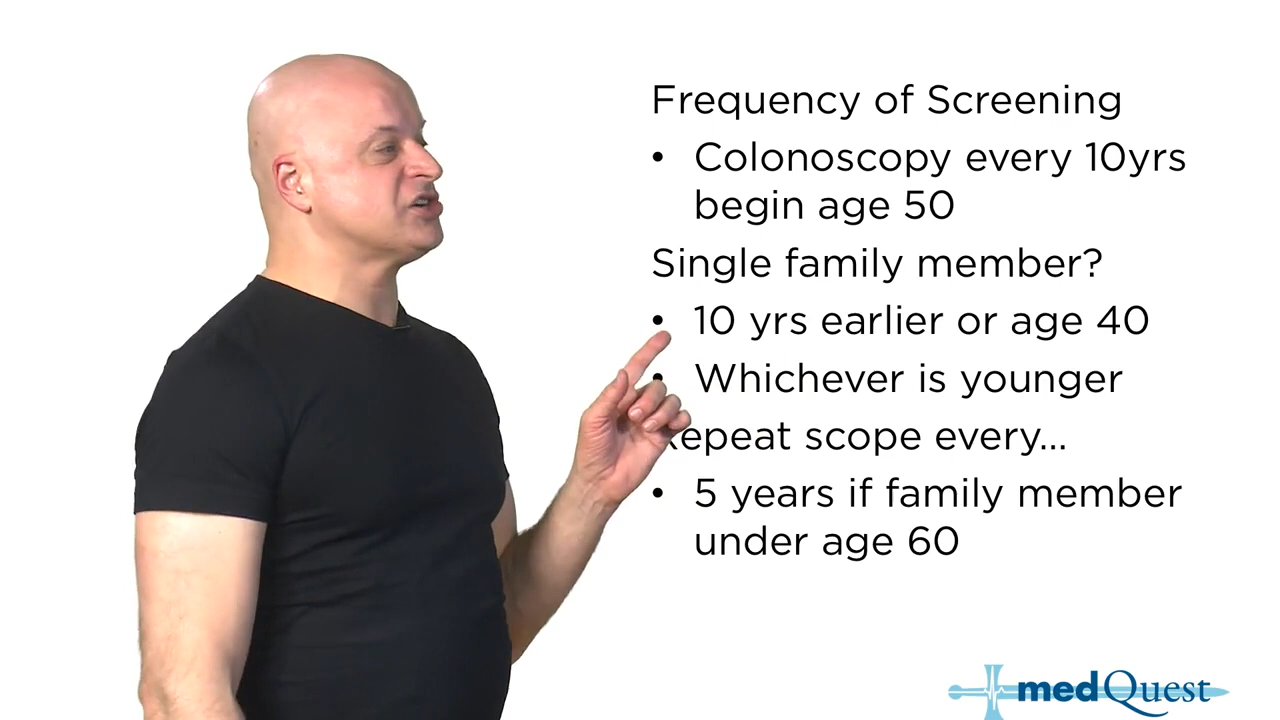 Frequency of Screening
• Colonoscopy every 10yrs
begin age 50
Single family member?
• 10 yrs earlier or age 40
• Whichever is younger
Repeat scope every...
• 5 years if family member
under age 60
medQuest